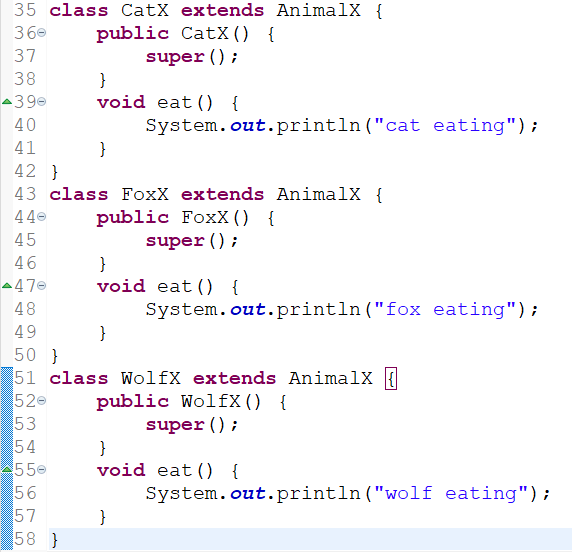 35 class CatX extends AnimalX {
36 public CatX() {
37 super();
38 }
39 void eat() {
40 System.out.println("cat eating");
41 }
42 }
43 class FoxX extends AnimalX {
44 public FoxX() {
45 super();
46 }
47 void eat() {
48 System.out.println("fox eating");
49 }
50 }
51 class WolfX extends AnimalX {
52 public WolfX() {
53 super();
54 }
55 void eat() {
56 System.out.println("wolf eating");
57 }
58 }